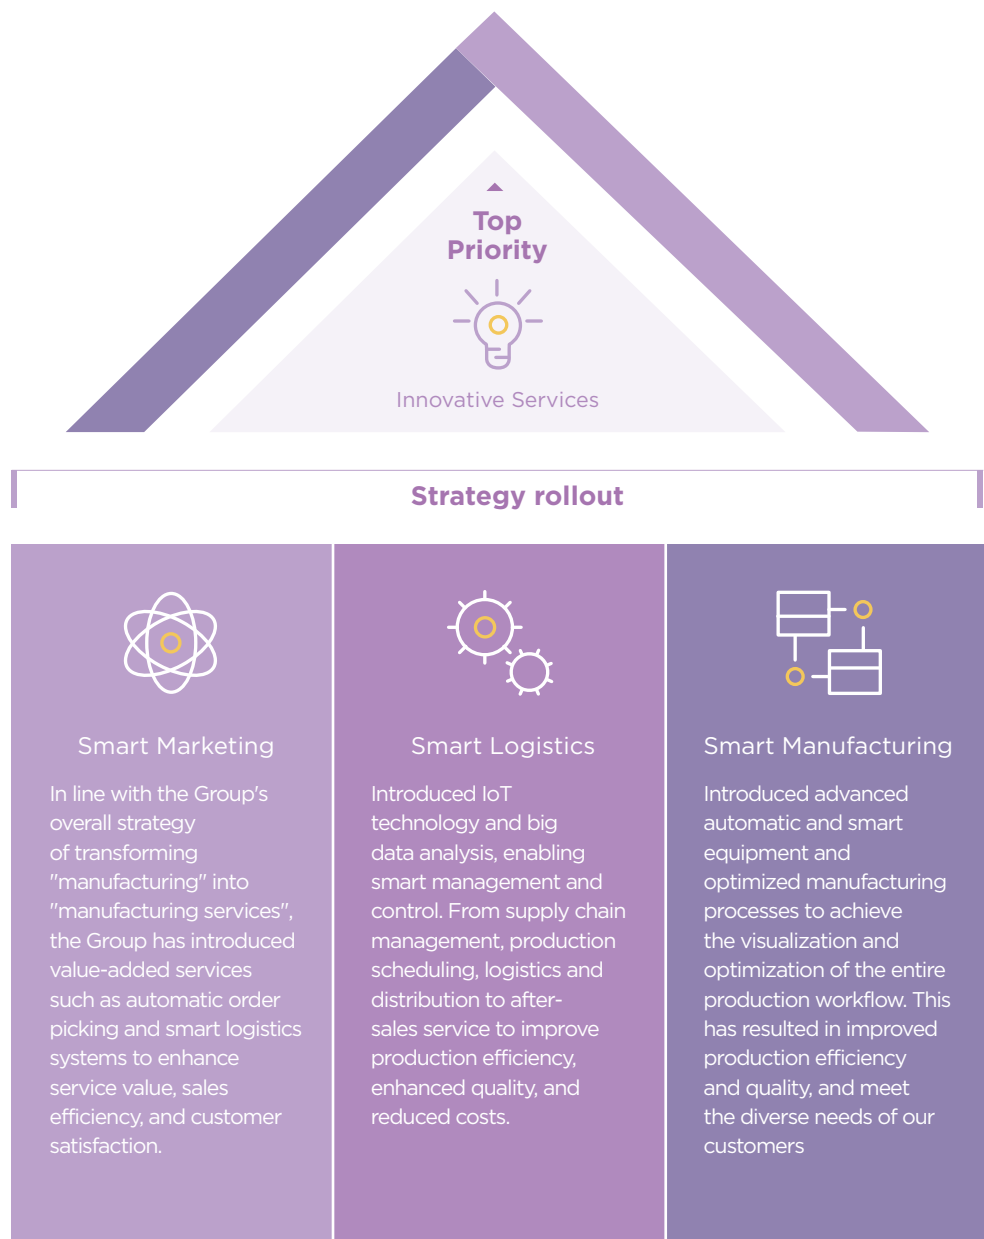 Top
Priority
Innovative Services
Strategy rollout
Smart Marketing
In line with the Group's
overall strategy
of transforming
"manufacturing" into
"manufacturing services",
the Group has introduced
value-added services
such as automatic order
picking and smart logistics
systems to enhance
service value, sales
efficiency, and customer
satisfaction.
Smart Logistics
Introduced IoT
technology and big
data analysis, enabling
smart management and
control. From supply chain
management, production
scheduling, logistics and
distribution to after-
sales service to improve
production efficiency,
enhanced quality, and
reduced costs.
Smart Manufacturing
Introduced advanced
automatic and smart
equipment and
optimized manufacturing
processes to achieve
the visualization and
optimization of the entire
production workflow. This
has resulted in improved
production efficiency
and quality, and meet
the diverse needs of our
customers